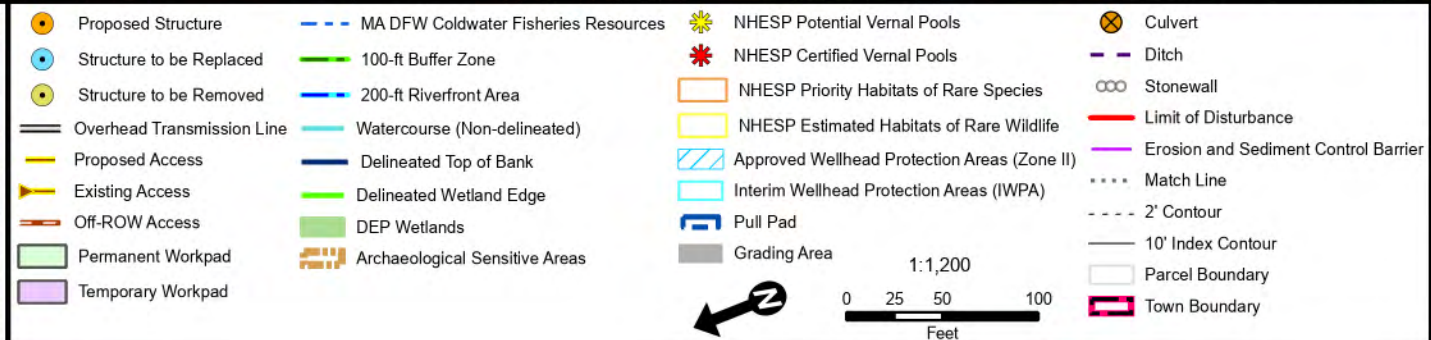 Proposed Structure
Structure to be Replaced
Structure to be Removed
Overhead Transmission Line
Proposed Access
Existing Access
Off-ROW Access
Permanent Workpad
Temporary Workpad
MA DFW Coldwater Fisheries Resources
100-ft Buffer Zone
200-ft Riverfront Area
Watercourse (Non-delineated)
Delineated Top of Bank
Delineated Wetland Edge
DEP Wetlands
Archaeological Sensitive Areas
NHESP Potential Vernal Pools
NHESP Certified Vernal Pools
NHESP Priority Habitats of Rare Species
NHESP Estimated Habitats of Rare Wildlife
Approved Wellhead Protection Areas (Zone II)
Interim Wellhead Protection Areas (IWPA)
Pull Pad
Grading Area
N
1:1,200
0 25 50 100
Feet
Culvert
Ditch
Stonewall
Limit of Disturbance
Erosion and Sediment Control Barrier
Match Line
2' Contour
10' Index Contour
Parcel Boundary
Town Boundary